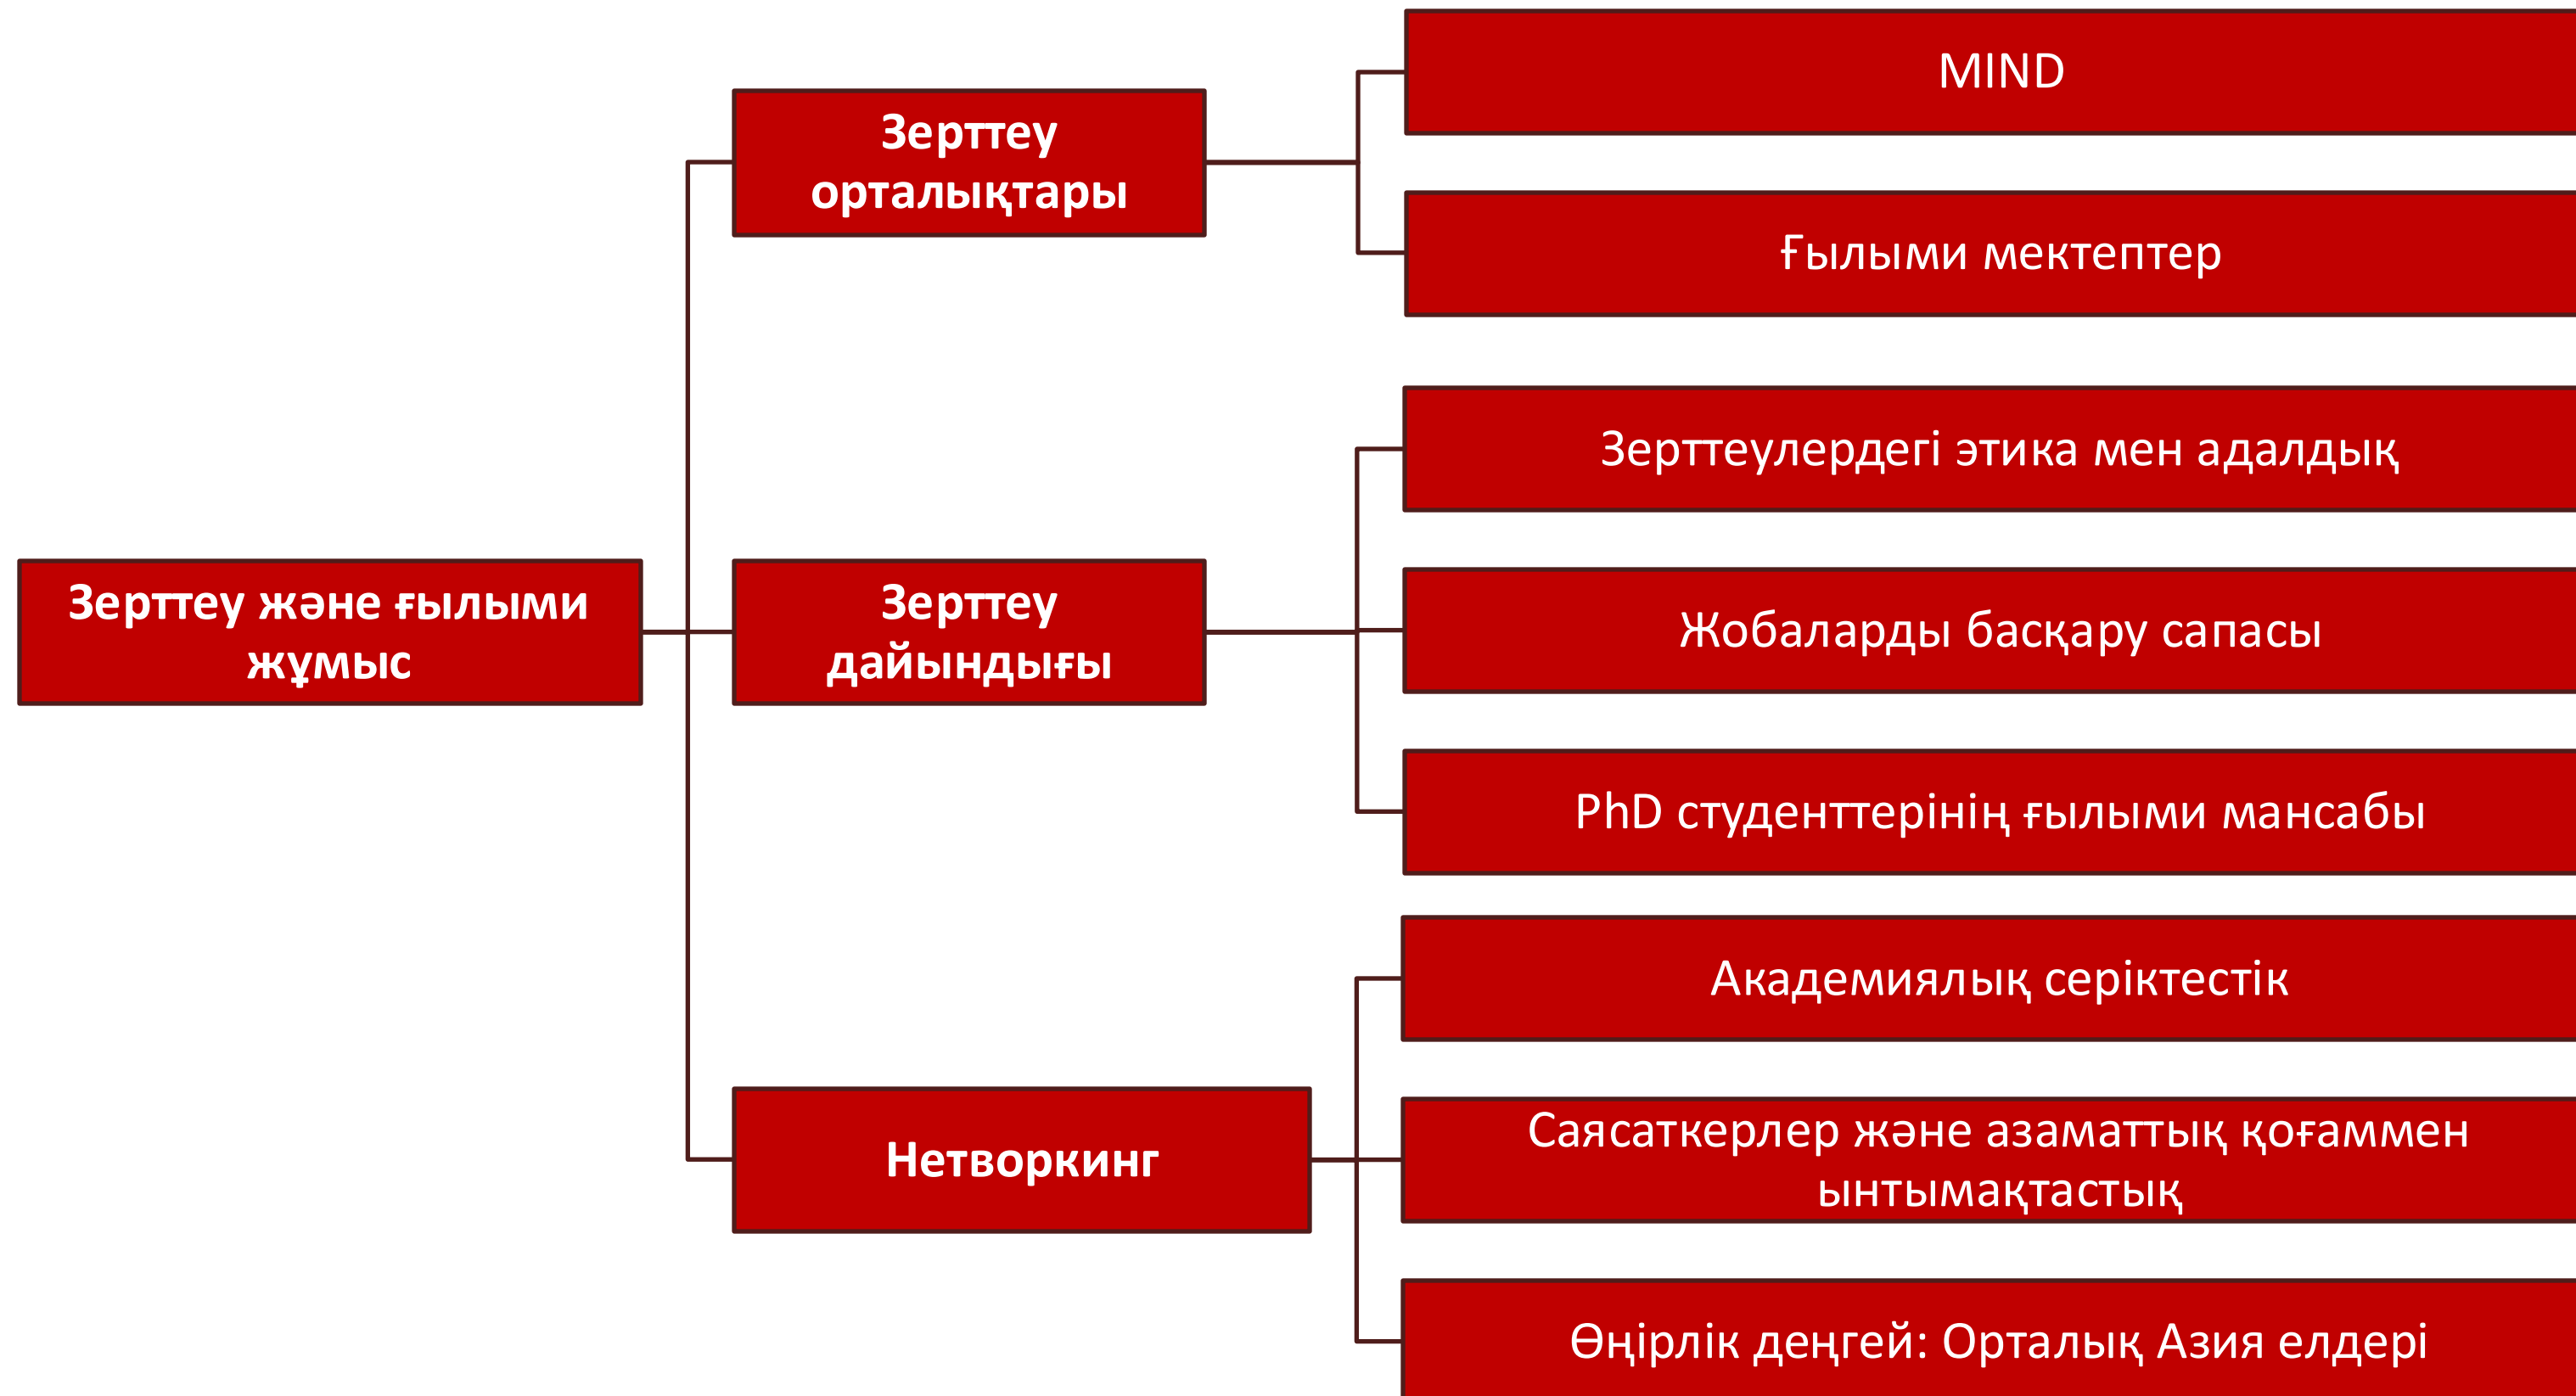 Зерттеу және ғылыми
жұмыс
Зерттеу
орталықтары
MIND
Ғылыми мектептер
Зерттеу
дайындығы
Зерттеулердегі этика мен адалдық
Жобаларды басқару сапасы
PhD студенттерінің ғылыми мансабы
Нетворкинг
Академиялық серіктестік
Саясаткерлер және азаматтық қоғаммен
ынтымақтастық
Өңірлік деңгей: Орталық Азия елдері